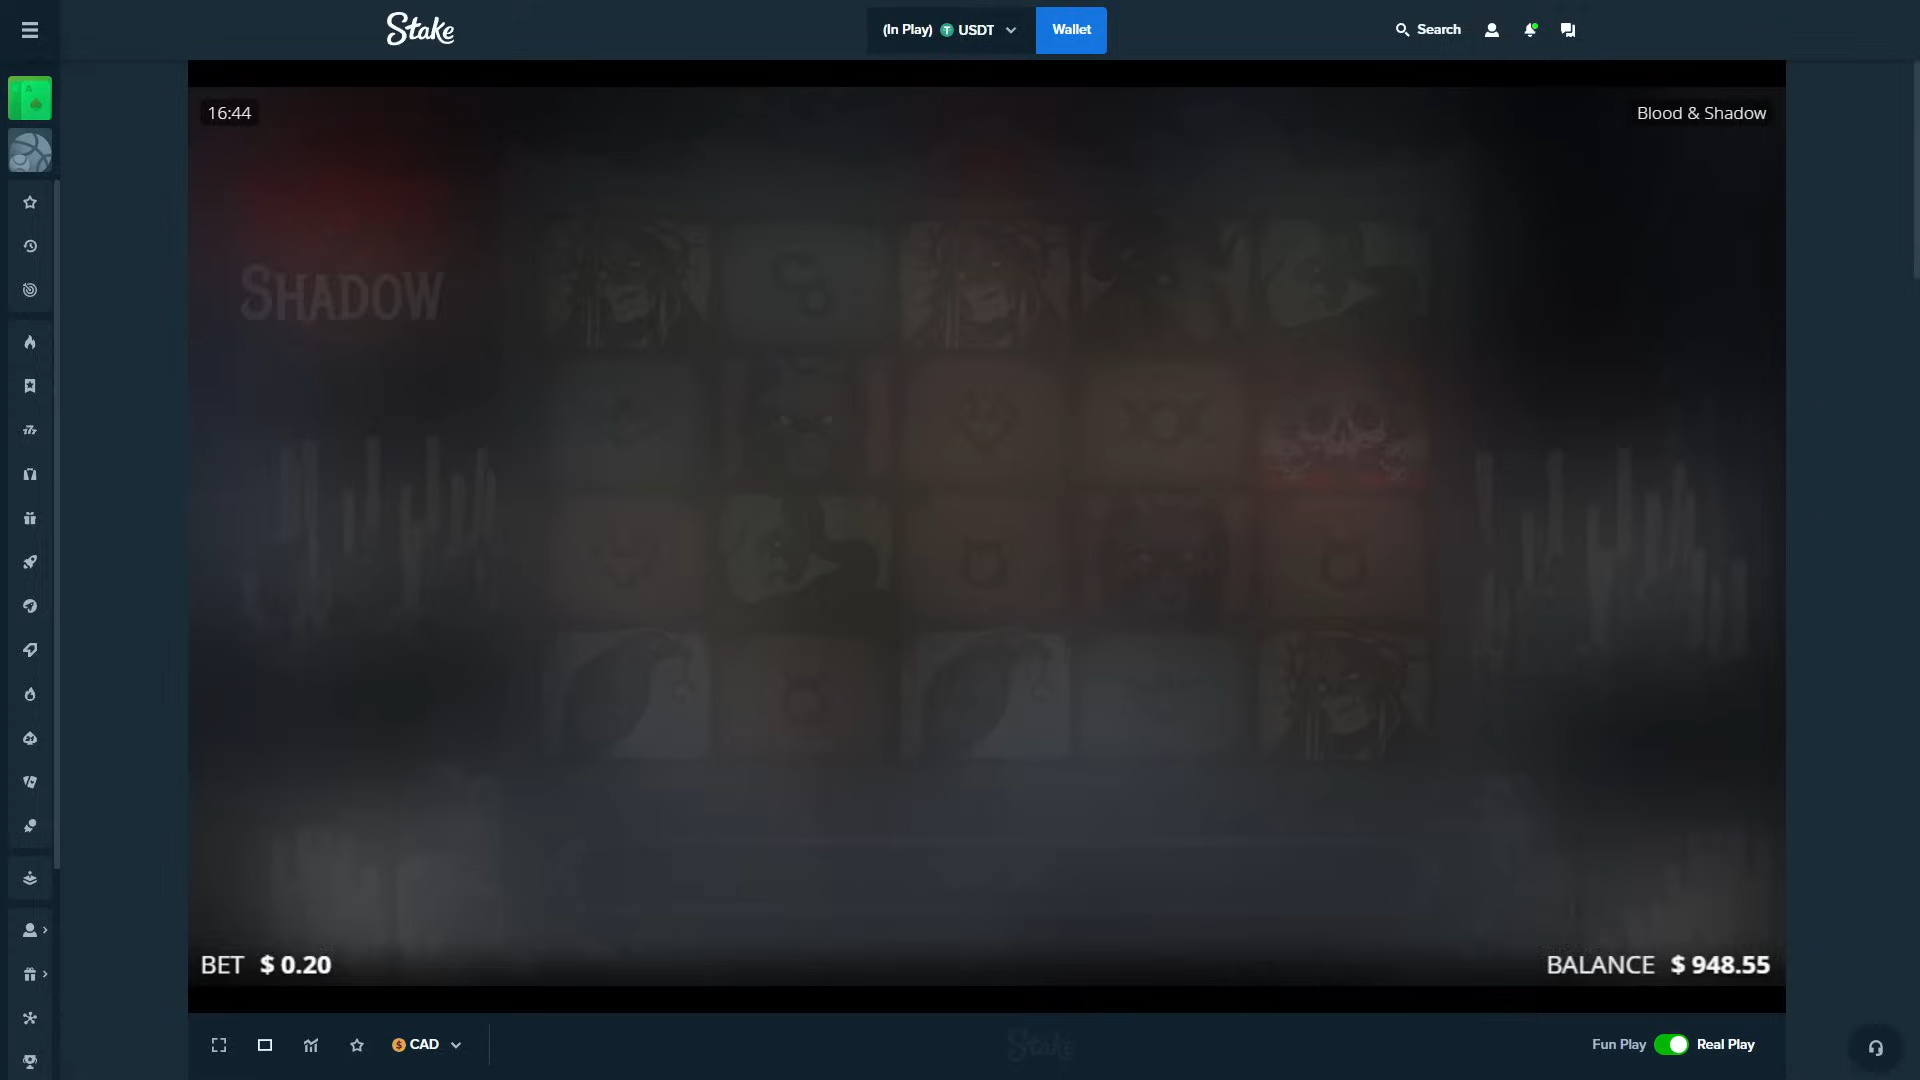 Stake
(In Play) USDT
Wallet
Search
16:44
Blood & Shadow
SHADOW
BET $ 0.20
BALANCE $ 948.55
CAD
Stake
Fun Play
Real Play